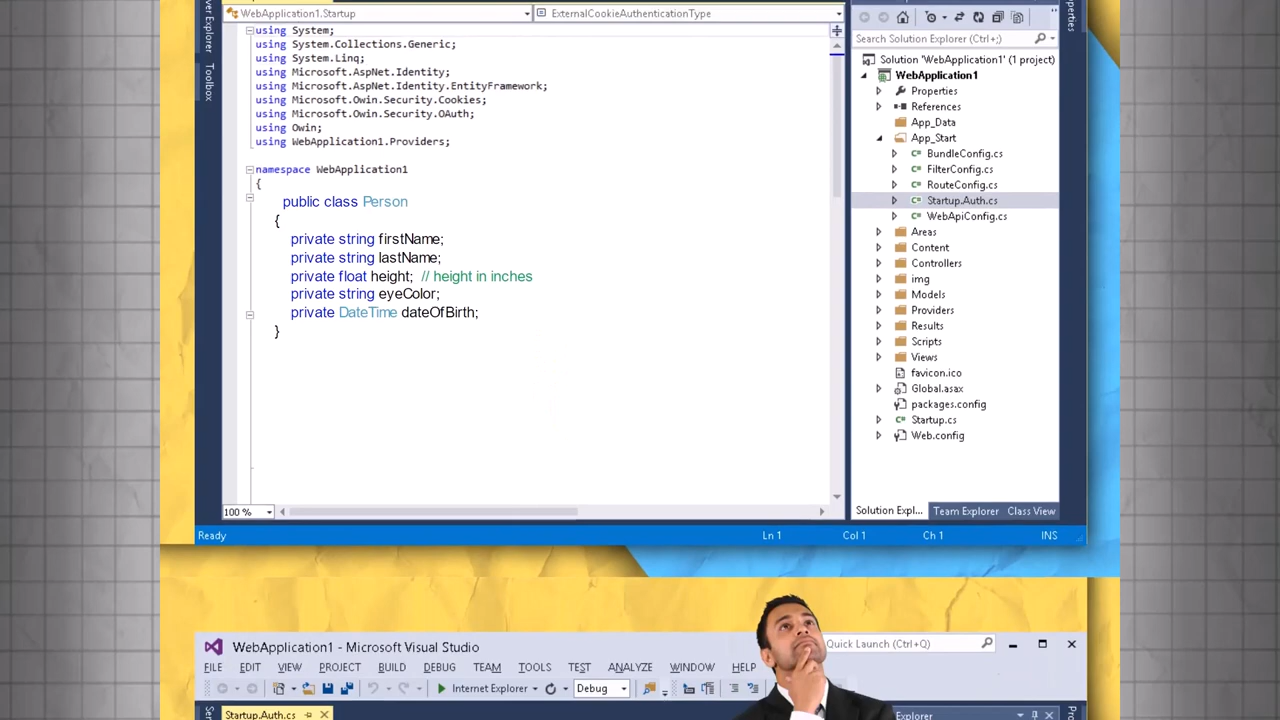 WebApplication1.Startup
ExternalCookieAuthenticationType
using System;
using System.Collections.Generic;
using System.Linq;
using Microsoft.AspNet.Identity;
using Microsoft.AspNet.Identity.EntityFramework;
using Microsoft.Owin.Security.Cookies;
using Microsoft.Owin.Security.OAuth;
using Owin;
using WebApplication1.Providers;
namespace WebApplication1
{
public class Person
{
private string firstName;
private string lastName;
private float height; // height in inches
private string eyeColor;
private DateTime dateOfBirth;
}
100 %
Toolbox
Search Solution Explorer (Ctrl+;)
Solution 'WebApplication1' (1 project)
WebApplication1
Properties
References
App_Data
App_Start
BundleConfig.cs
FilterConfig.cs
RouteConfig.cs
Startup.Auth.cs
WebApiConfig.cs
Areas
Content
Controllers
img
Models
Providers
Results
Scripts
Views
favicon.ico
Global.asax
packages.config
Startup.cs
Web.config
Solution Expl... Team Explorer Class View
Ready Ln 1 Col 1 Ch 1 INS
WebApplication1 - Microsoft Visual Studio
Quick Launch (Ctrl+Q)
FILE EDIT VIEW PROJECT BUILD DEBUG TEAM TOOLS TEST ANALYZE WINDOW HELP
Internet Explorer Debug
Startup.Auth.cs
Explorer